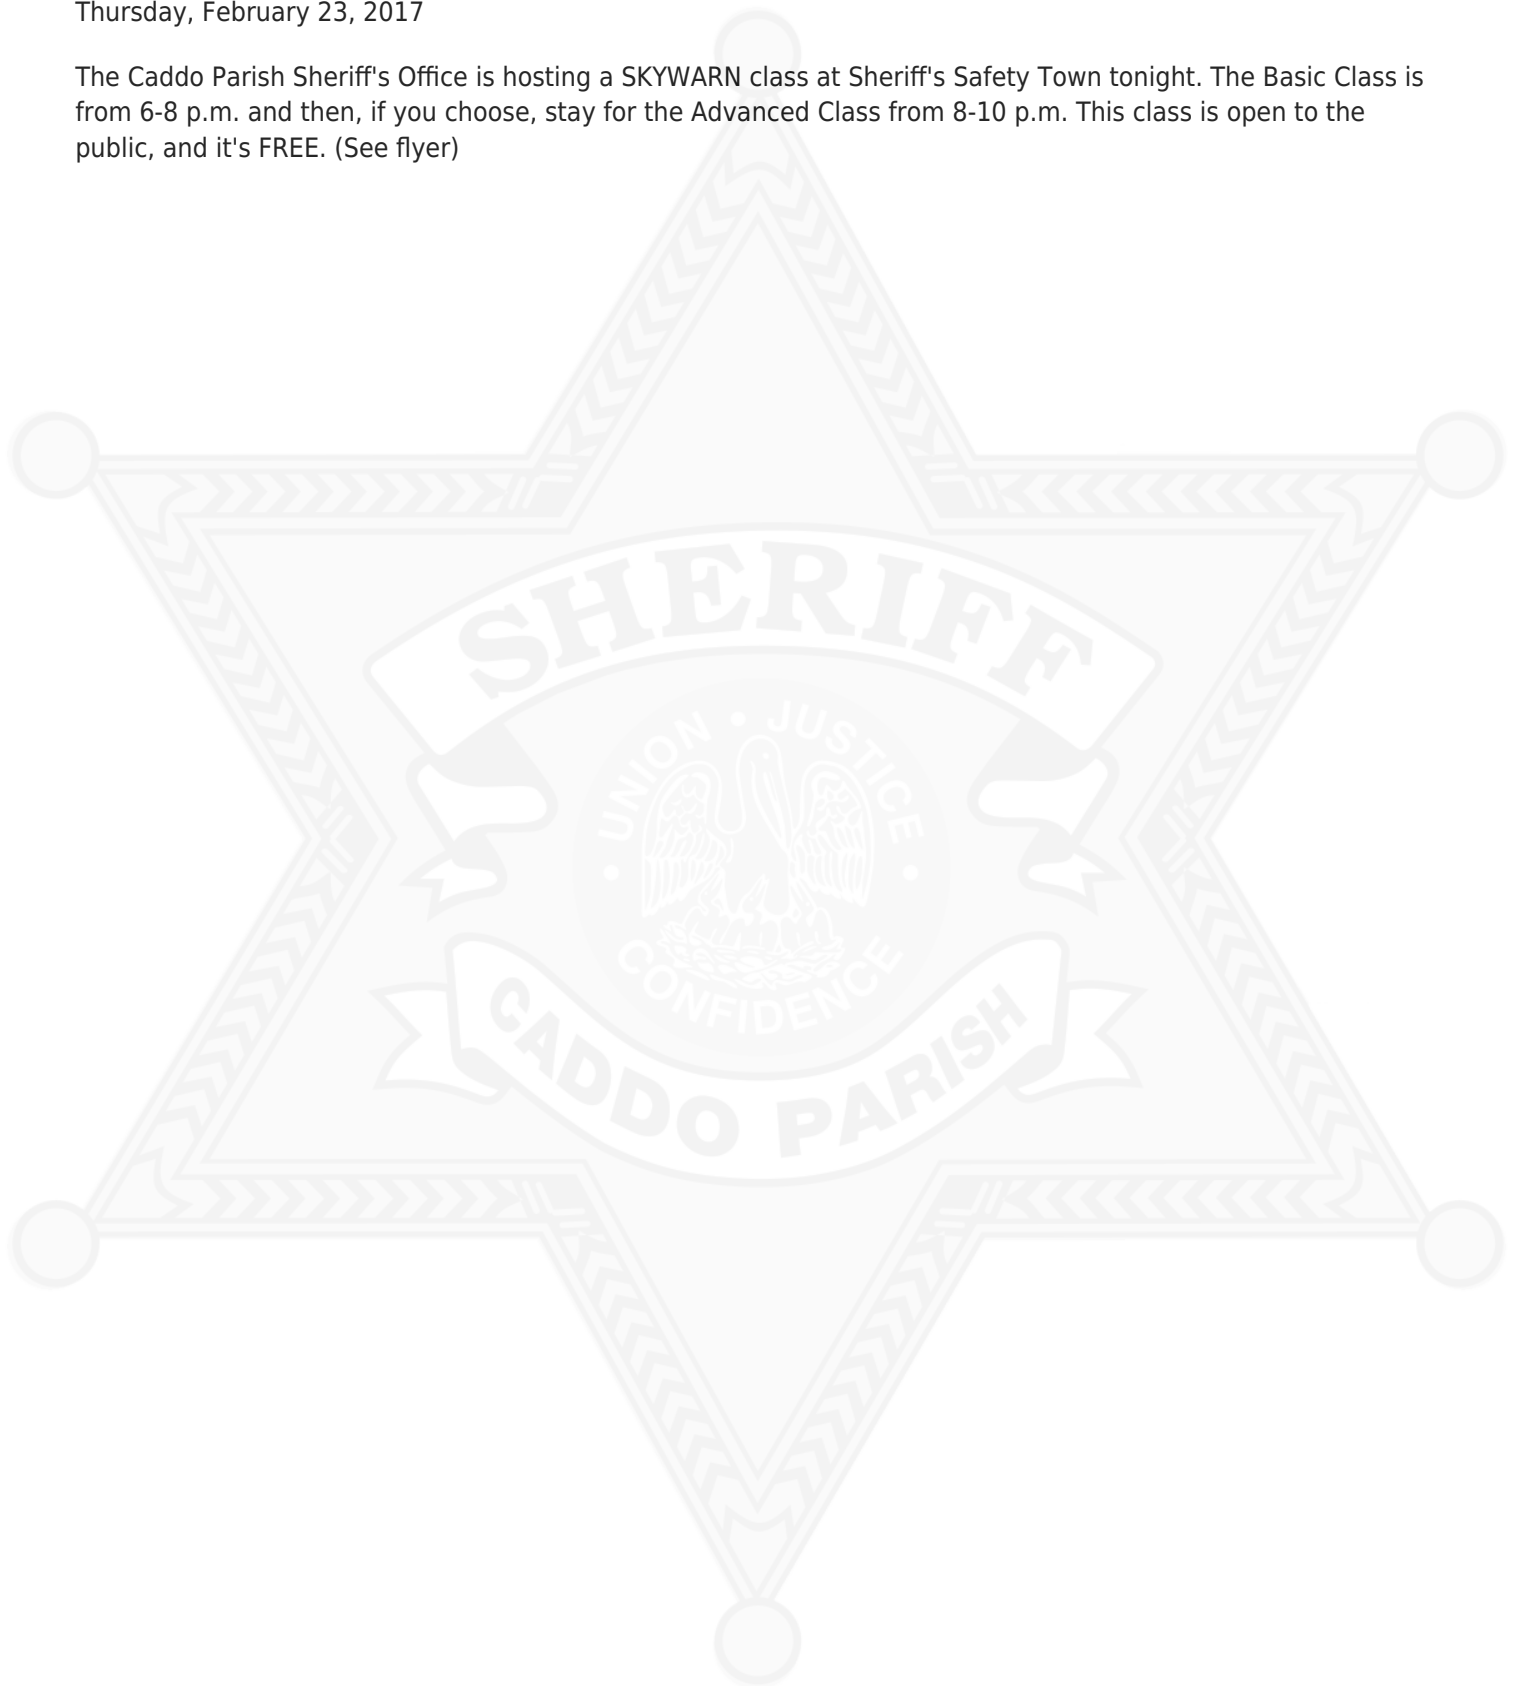 Thursday, February 23, 2017
The Caddo Parish Sheriff's Office is hosting a SKYWARN class at Sheriff's Safety Town tonight. The Basic Class is
from 6-8 p.m. and then, if you choose, stay for the Advanced Class from 8-10 p.m. This class is open to the
public, and it's FREE. (See flyer)
SHERIFF
UNION • JUSTICE
• CONFIDENCE •
CADDO PARISH